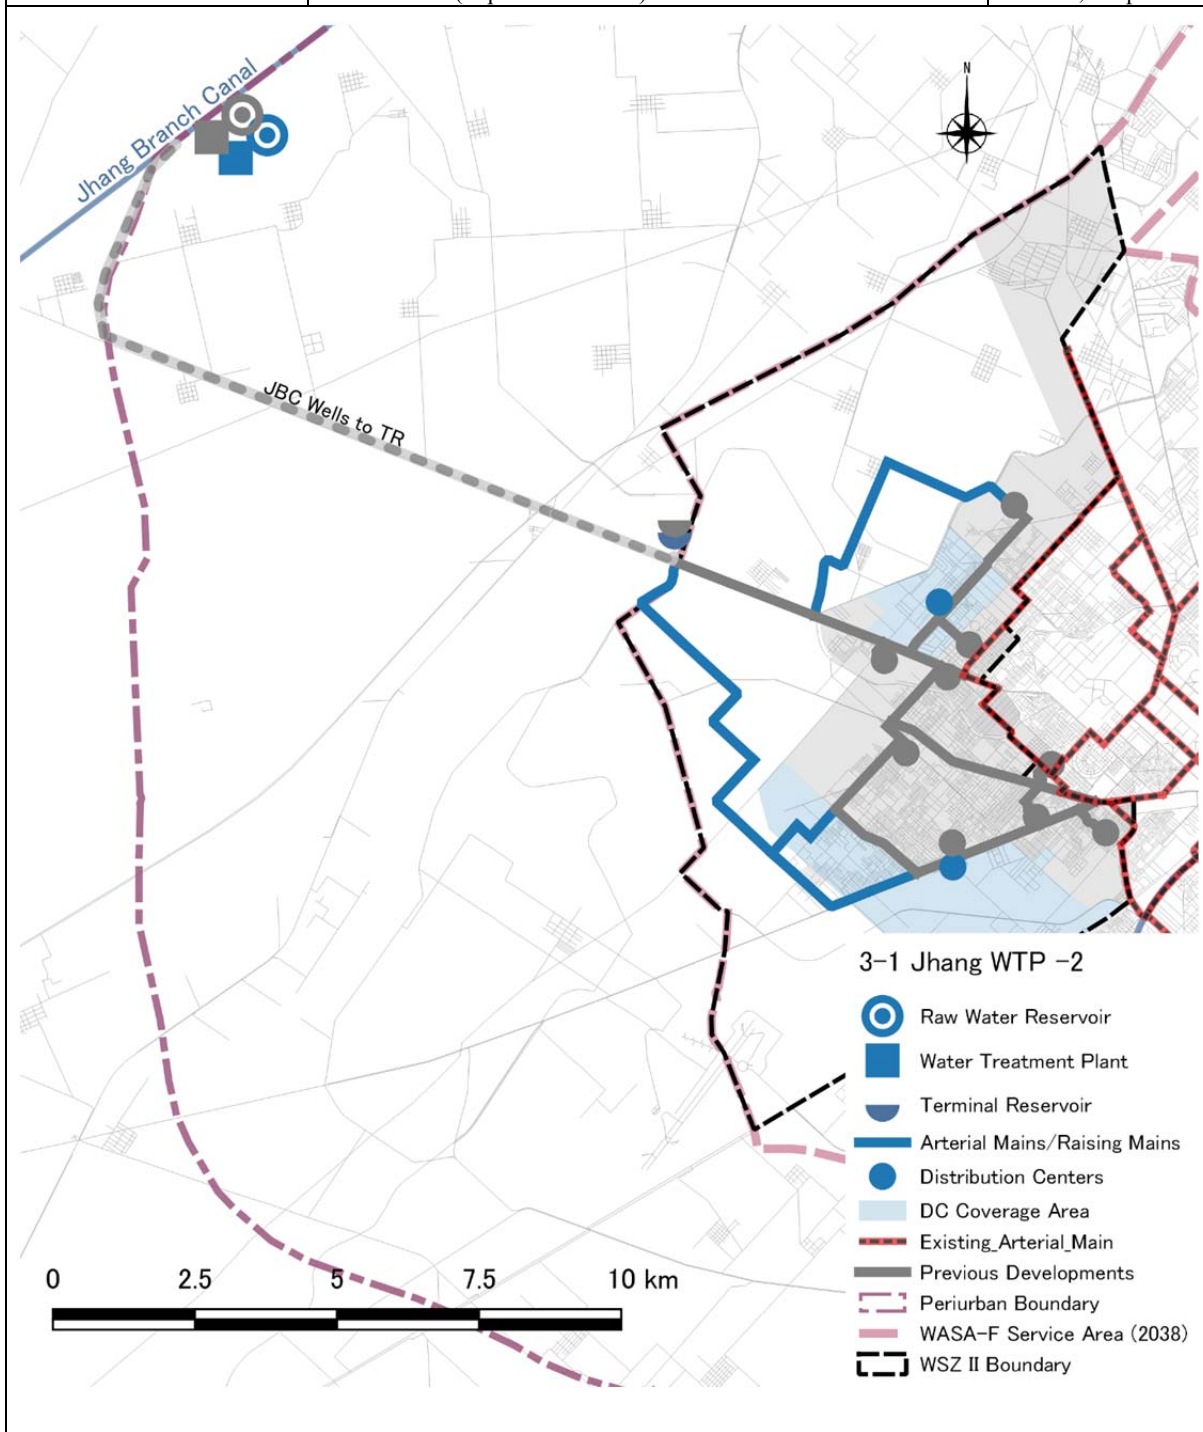 N
Jhang Branch Canal
JBC Wells to TR
3-1 Jhang WTP -2
Raw Water Reservoir
Water Treatment Plant
Terminal Reservoir
Arterial Mains/Raising Mains
Distribution Centers
DC Coverage Area
Existing_Arterial_Main
Previous Developments
Periurban Boundary
WASA-F Service Area (2038)
WSZ II Boundary
0 2.5 5 7.5 10 km